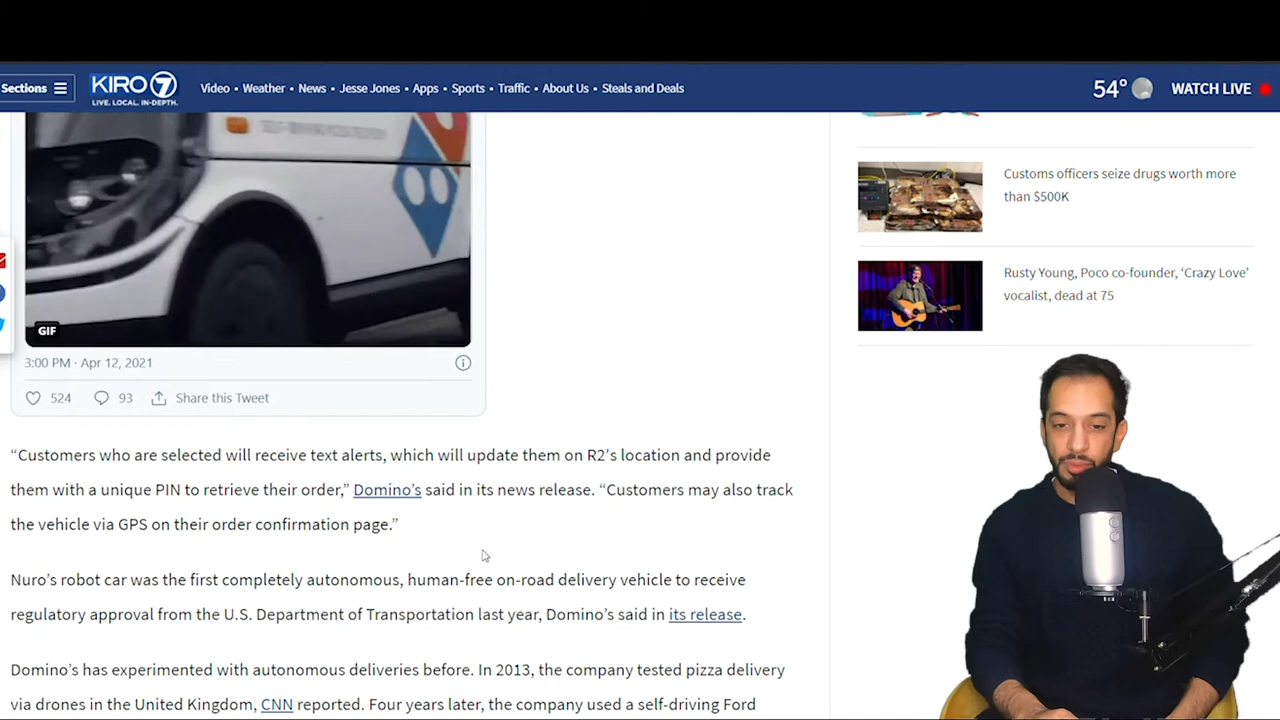 Sections
KIRO 7
LIVE. LOCAL. IN-DEPTH.
Video • Weather • News • Jesse Jones • Apps • Sports • Traffic • About Us • Steals and Deals
54°
WATCH LIVE
GIF
3:00 PM · Apr 12, 2021
524
93
Share this Tweet
“Customers who are selected will receive text alerts, which will update them on R2’s location and provide
them with a unique PIN to retrieve their order,” Domino’s said in its news release. “Customers may also track
the vehicle via GPS on their order confirmation page.”
Nuro’s robot car was the first completely autonomous, human-free on-road delivery vehicle to receive
regulatory approval from the U.S. Department of Transportation last year, Domino’s said in its release.
Domino’s has experimented with autonomous deliveries before. In 2013, the company tested pizza delivery
via drones in the United Kingdom, CNN reported. Four years later, the company used a self-driving Ford
Customs officers seize drugs worth more
than $500K
Rusty Young, Poco co-founder, ‘Crazy Love’
vocalist, dead at 75